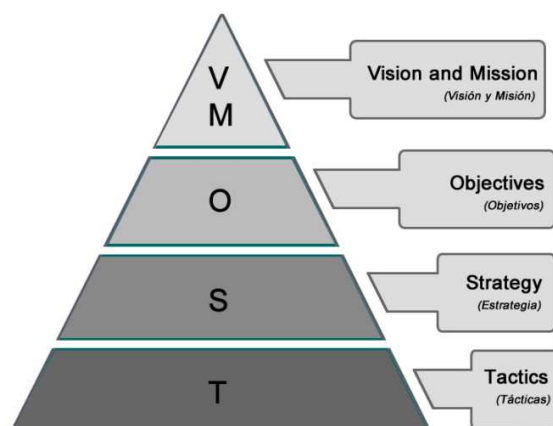 V
M
Vision and Mission
(Visión y Misión)
O
Objectives
(Objetivos)
S
Strategy
(Estrategia)
T
Tactics
(Tácticas)